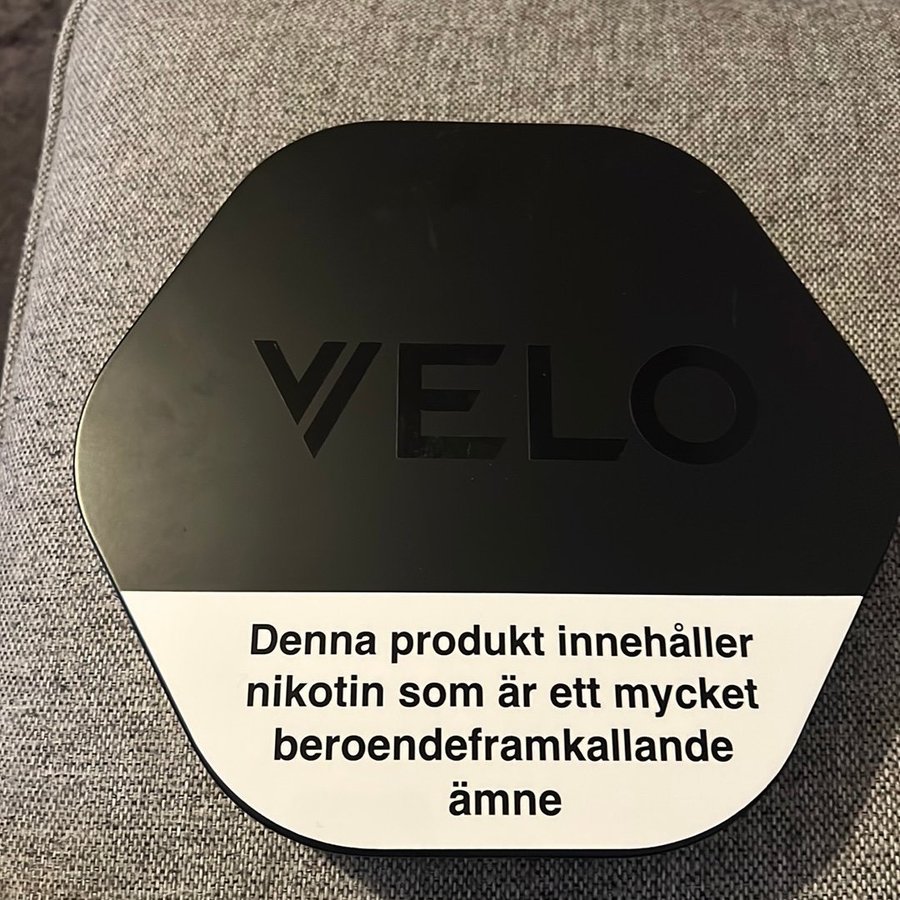 VELO
Denna produkt innehåller
nikotin som är ett mycket
beroendeframkallande
ämne